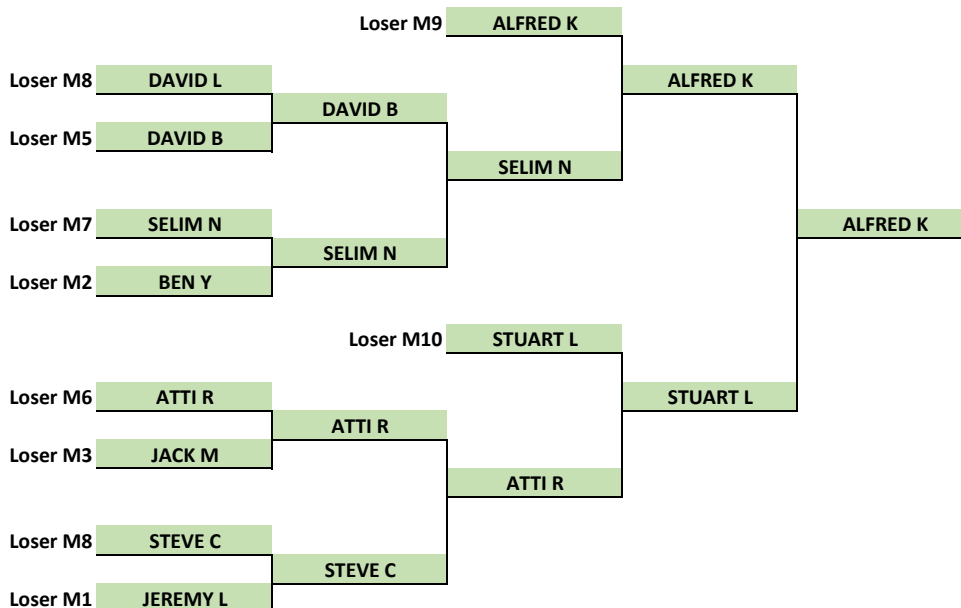 Loser M9 ALFRED K
Loser M8 DAVID L ALFRED K
DAVID B
Loser M5 DAVID B
SELIM N
Loser M7 SELIM N ALFRED K
SELIM N
Loser M2 BEN Y
Loser M10 STUART L
Loser M6 ATTI R STUART L
ATTI R
Loser M3 JACK M
ATTI R
Loser M8 STEVE C
STEVE C
Loser M1 JEREMY L